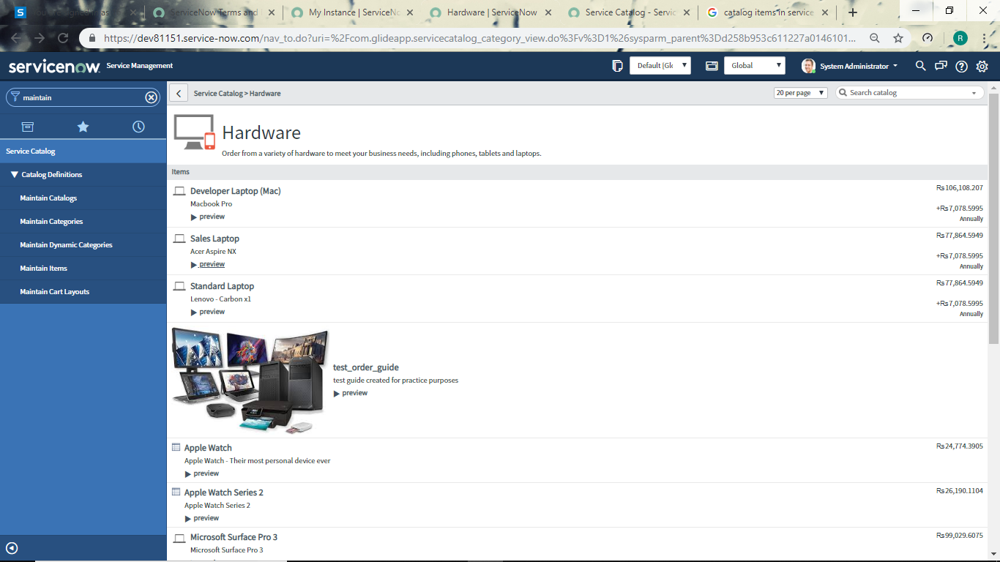 S
ServiceNow Terms and
My Instance | ServiceNo
Hardware | ServiceNow
Service Catalog - Servic
catalog items in service
https://dev81151.service-now.com/nav_to.do?uri=%2Fcom.glideapp.servicecatalog_category_view.do%3Fv%3D1%26sysparm_parent%3Dd258b953c611227a0146101...
R
servicenow Service Management
Default [Gl
Global
System Administrator
maintain
Service Catalog > Hardware
20 per page
Search catalog
Service Catalog
Catalog Definitions
Maintain Catalogs
Maintain Categories
Maintain Dynamic Categories
Maintain Items
Maintain Cart Layouts
Hardware
Order from a variety of hardware to meet your business needs, including phones, tablets and laptops.
Items
Developer Laptop (Mac)
Rs106,108.207
Macbook Pro
+Rs7,078.5995
preview
Annually
Sales Laptop
Rs77,864.5949
Acer Aspire NX
+Rs7,078.5995
preview
Annually
Standard Laptop
Rs77,864.5949
Lenovo - Carbon x1
+Rs7,078.5995
preview
Annually
test_order_guide
test guide created for practice purposes
preview
Apple Watch
Rs24,774.3905
Apple Watch - Their most personal device ever
preview
Apple Watch Series 2
Rs26,190.1104
Apple Watch Series 2
preview
Microsoft Surface Pro 3
Rs99,029.6075
Microsoft Surface Pro 3